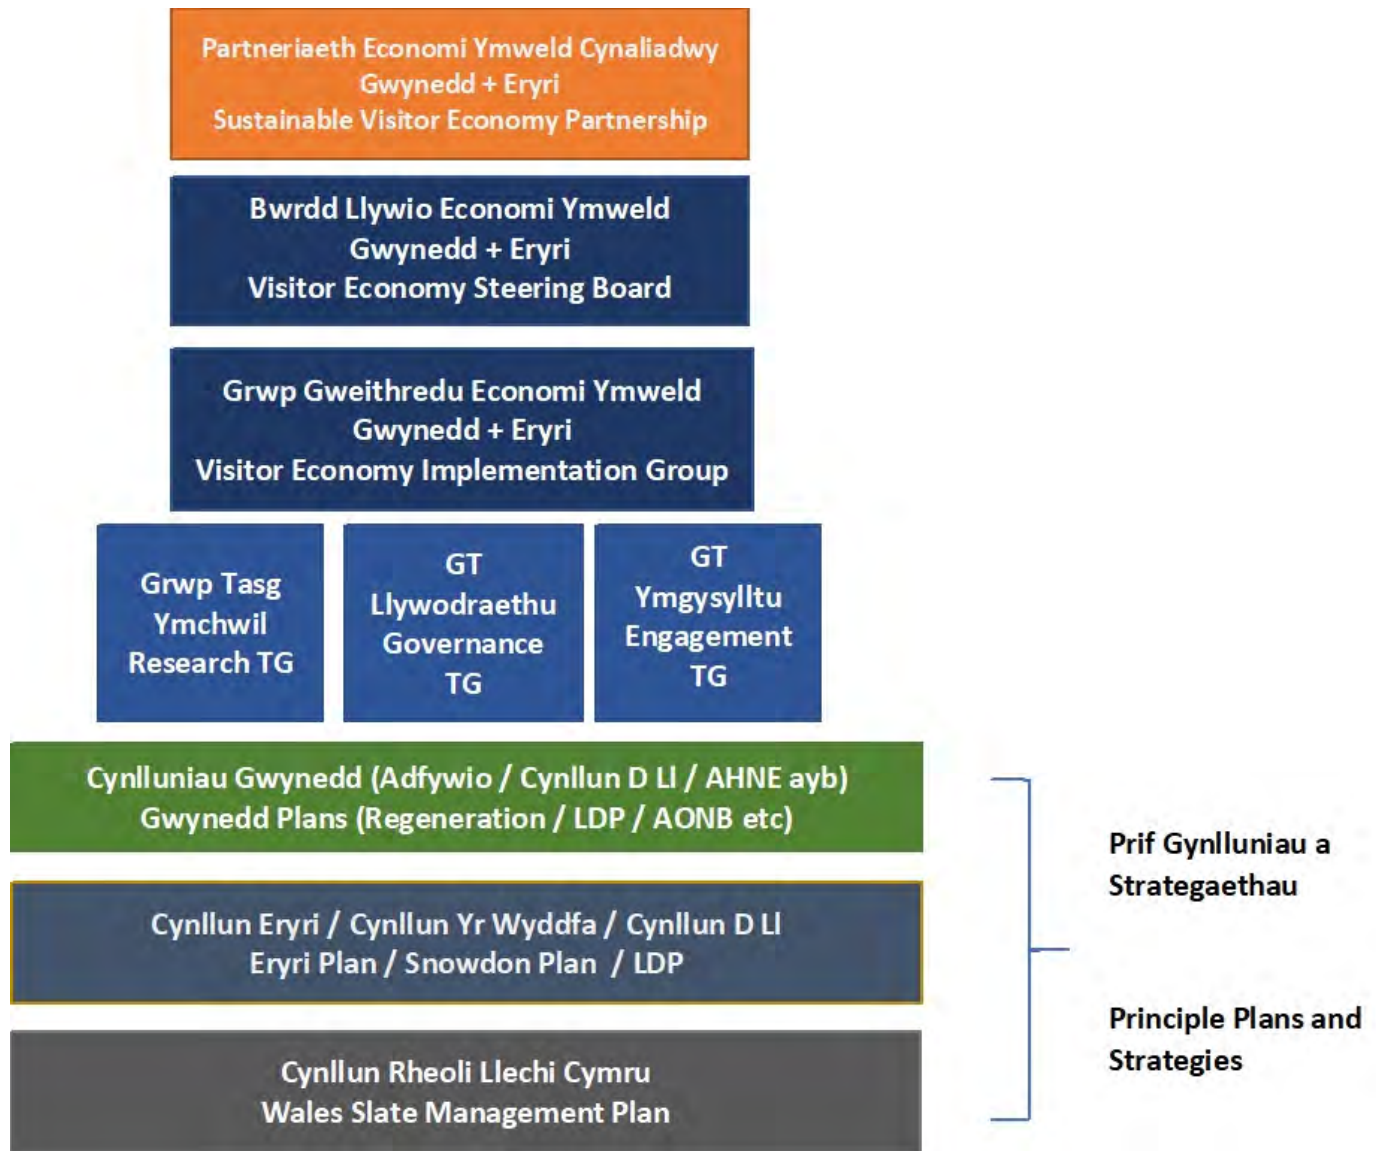 Partneriaeth Economi Ymweld Cynaliadwy
Gwynedd + Eryri
Sustainable Visitor Economy Partnership
Bwrdd Llywio Economi Ymweld
Gwynedd + Eryri
Visitor Economy Steering Board
Grwp Gweithredu Economi Ymweld
Gwynedd + Eryri
Visitor Economy Implementation Group
Grwp Tasg
Ymchwil
Research TG
GT
Llywodraethu
Governance
TG
GT
Ymgysylltu
Engagement
TG
Cynlluniau Gwynedd (Adfywio / Cynllun D Ll / AHNE ayb)
Gwynedd Plans (Regeneration / LDP / AONB etc)
Cynllun Eryri / Cynllun Yr Wyddfa / Cynllun D Ll
Eryri Plan / Snowdon Plan / LDP
Cynllun Rheoli Llechi Cymru
Wales Slate Management Plan
Prif Gynlluniau a
Strategaethau
Principle Plans and
Strategies